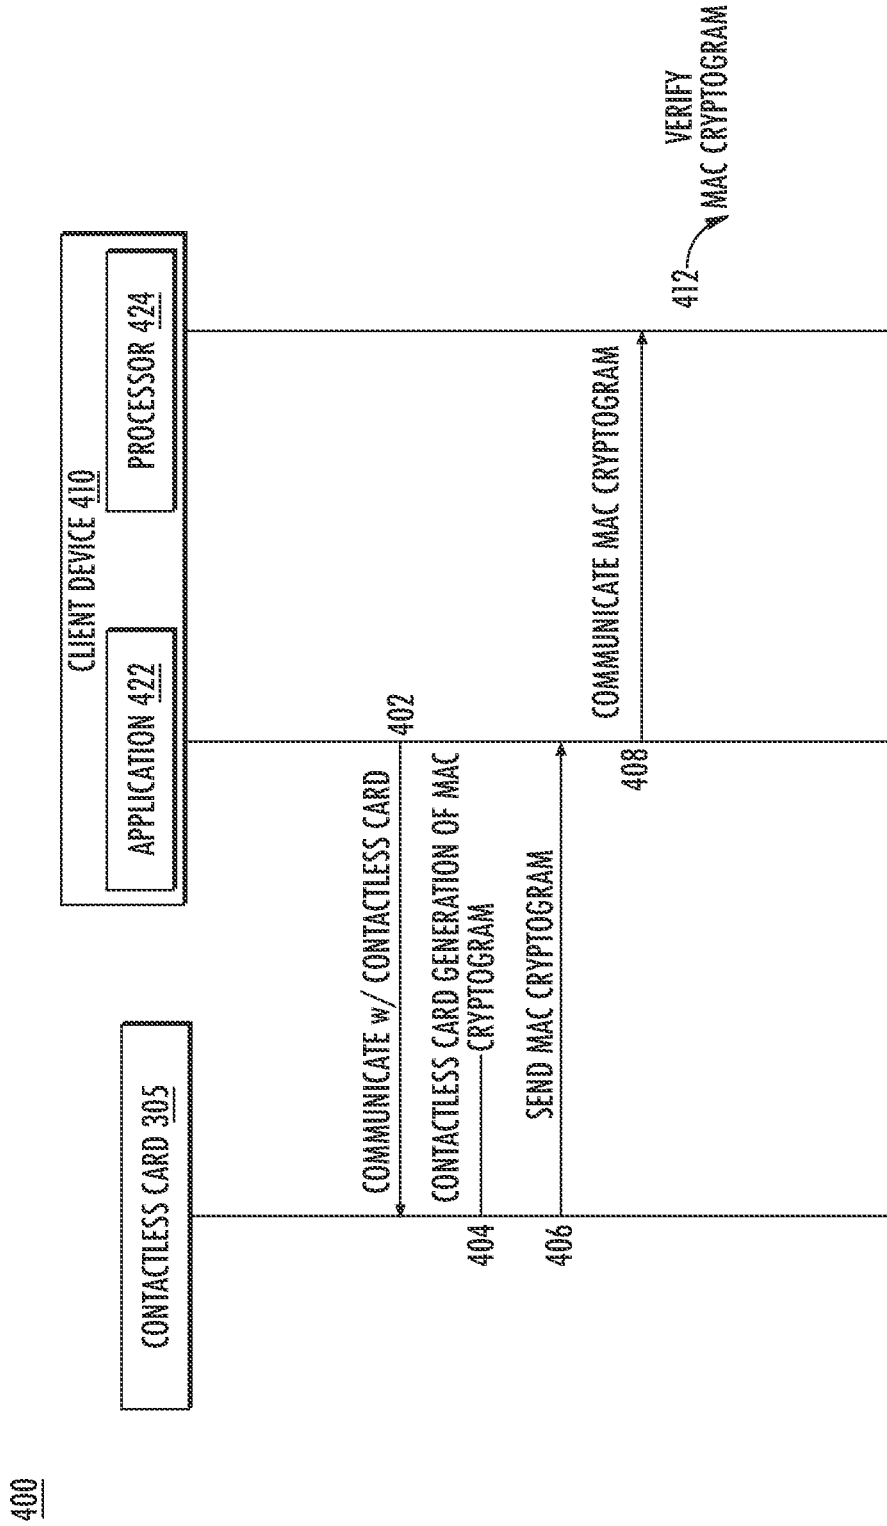 400
CLIENT DEVICE 410
CONTACTLESS CARD 305
APPLICATION 422
PROCESSOR 424
COMMUNICATE w/ CONTACTLESS CARD
402
CONTACTLESS CARD GENERATION OF MAC
CRYPTOGRAM
404
SEND MAC CRYPTOGRAM
406
COMMUNICATE MAC CRYPTOGRAM
408
VERIFY
MAC CRYPTOGRAM
412